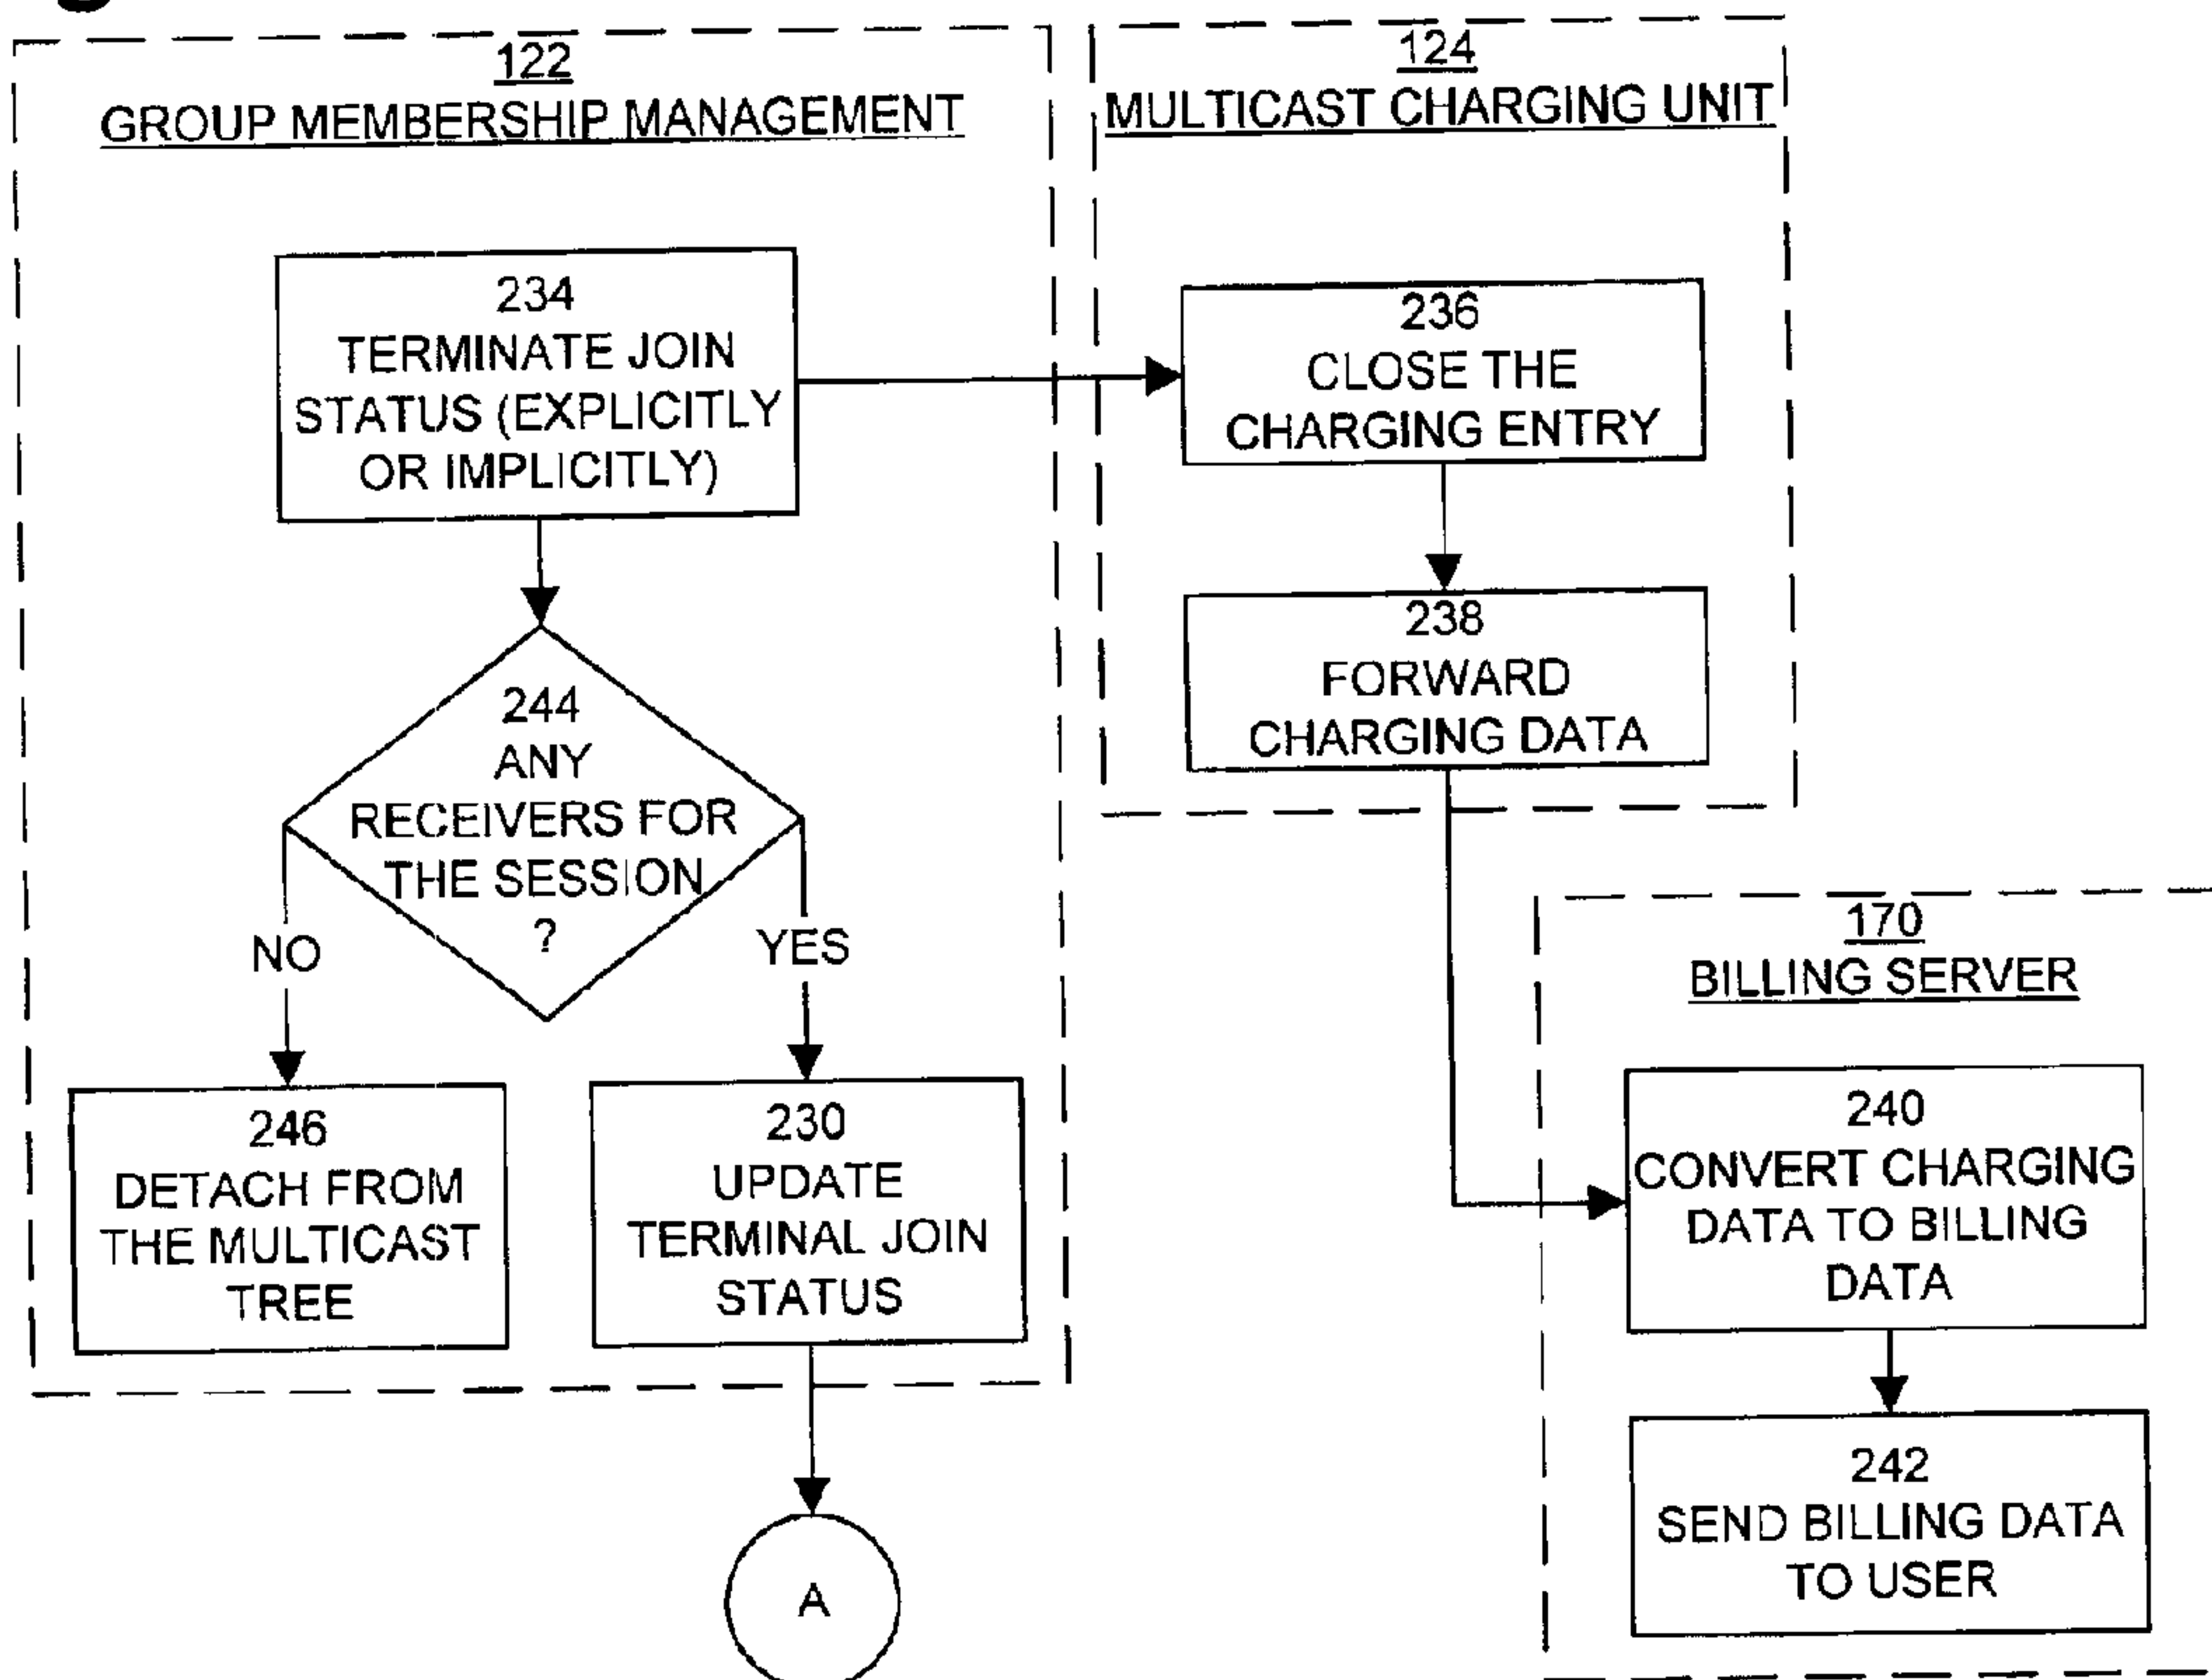 122
GROUP MEMBERSHIP MANAGEMENT
234
TERMINATE JOIN
STATUS (EXPLICITLY
OR IMPLICITLY)
244
ANY
RECEIVERS FOR
THE SESSION
?
NO
YES
246
DETACH FROM
THE MULTICAST
TREE
230
UPDATE
TERMINAL JOIN
STATUS
A
124
MULTICAST CHARGING UNIT
236
CLOSE THE
CHARGING ENTRY
238
FORWARD
CHARGING DATA
170
BILLING SERVER
240
CONVERT CHARGING
DATA TO BILLING
DATA
242
SEND BILLING DATA
TO USER